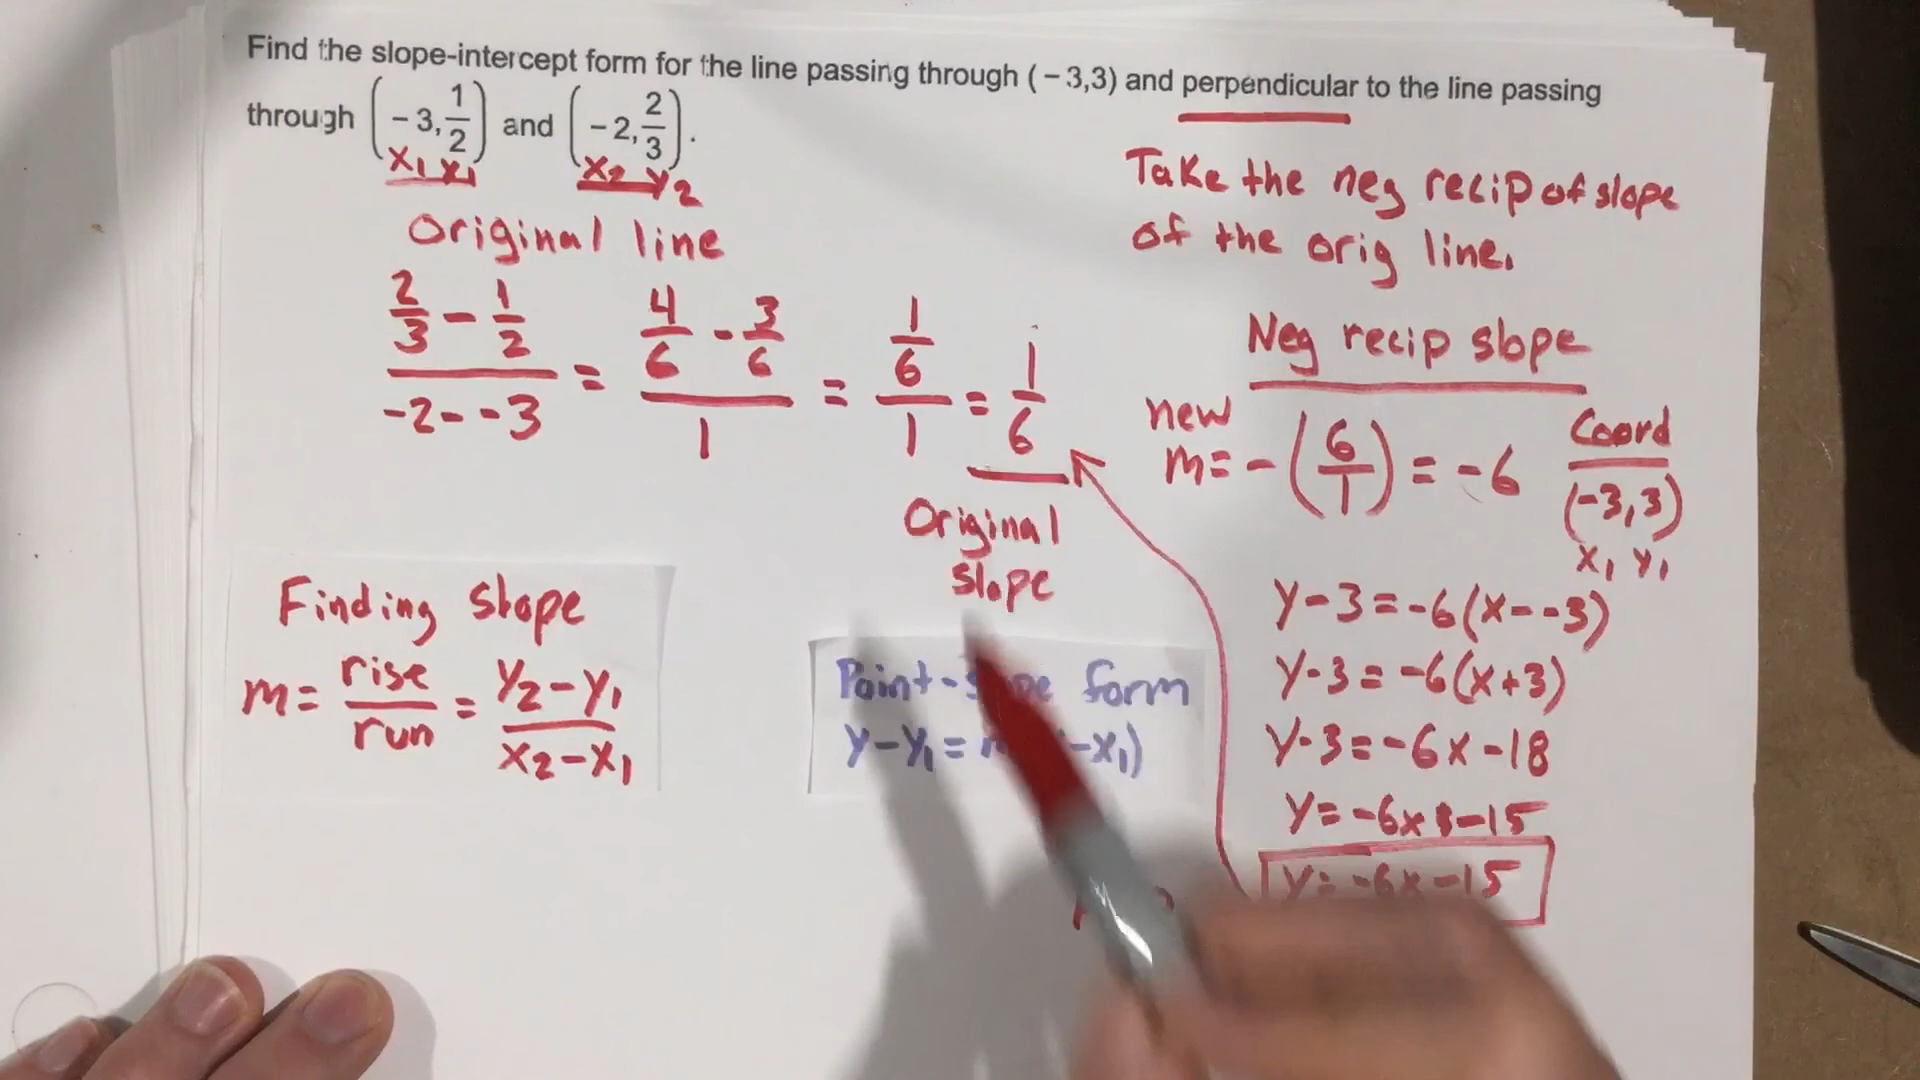 Find the slope-intercept form for the line passing through (−3,3) and perpendicular to the line passing
through (−3, 1/2) and (−2, 2/3).
x1 y1 x2 y2
Original line
(2/3 - 1/2)/(-2--3) = (4/6 - 3/6)/1 = (1/6)/1 = 1/6
Original
slope
Take the neg recip of slope
of the orig line.
Neg recip slope
new
m = -(6/1) = -6
Coord
(-3,3)
x1 y1
y-3=-6(x--3)
y-3=-6(x+3)
y-3=-6x-18
y=-6x-15
y=-6x-15
Finding slope
m = rise/run = (y2-y1)/(x2-x1)
Point- form
y-y1= -x1)